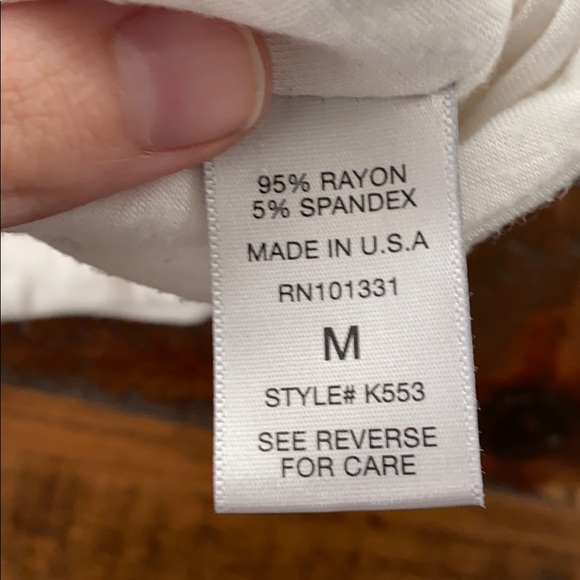 95% RAYON
5% SPANDEX
MADE IN U.S.A
RN101331
M
STYLE# K553
SEE REVERSE
FOR CARE